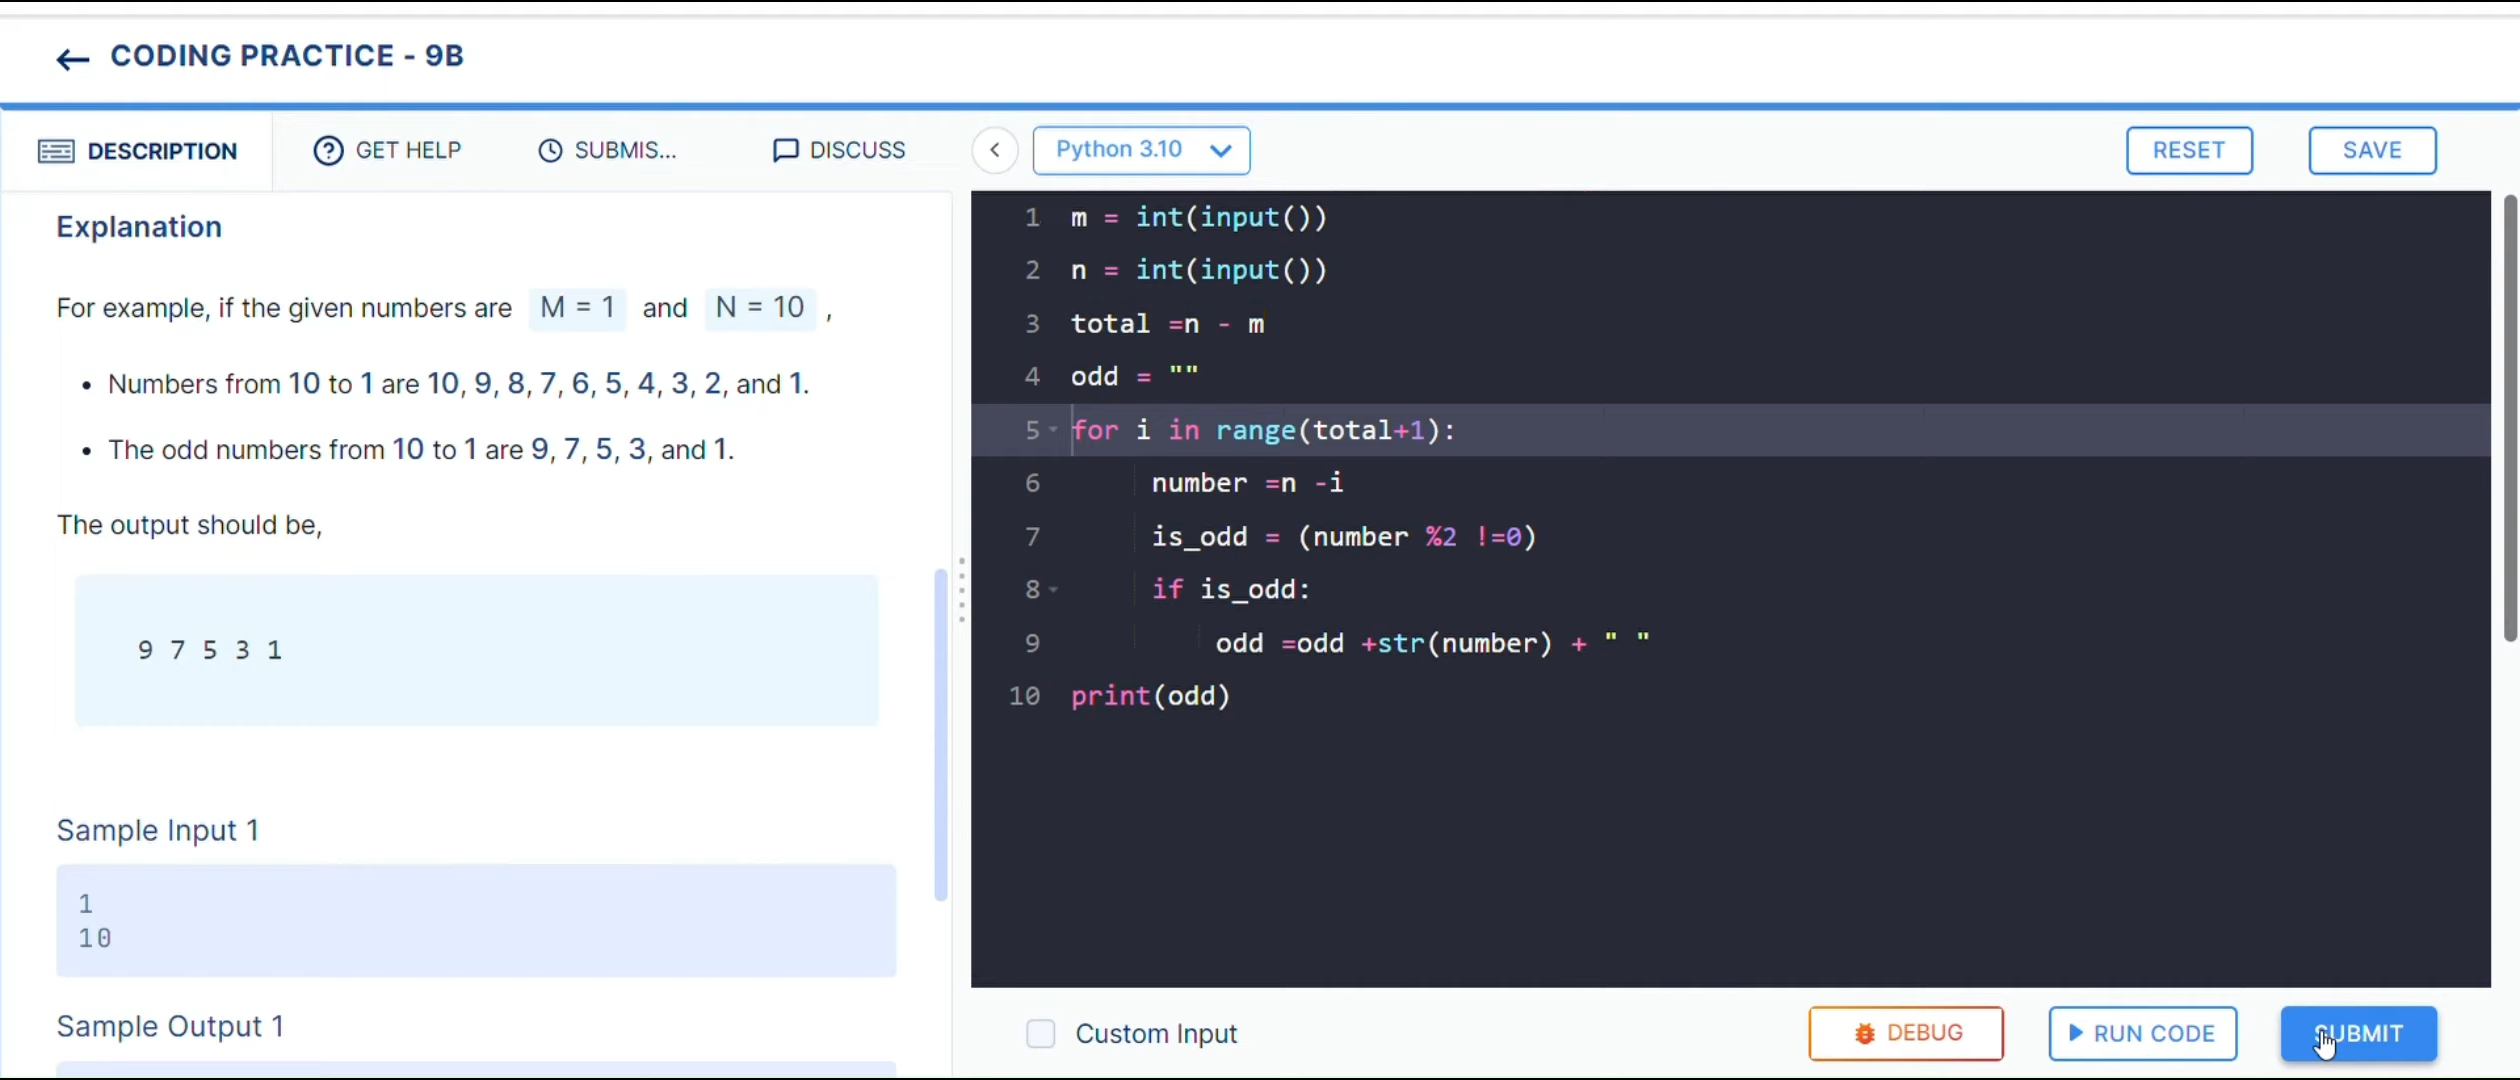 CODING PRACTICE - 9B
DESCRIPTION
GET HELP
SUBMIS...
DISCUSS
Python 3.10
RESET
SAVE
Explanation
For example, if the given numbers are M = 1 and N = 10 ,
• Numbers from 10 to 1 are 10, 9, 8, 7, 6, 5, 4, 3, 2, and 1.
• The odd numbers from 10 to 1 are 9, 7, 5, 3, and 1.
The output should be,
9 7 5 3 1
Sample Input 1
1
10
Sample Output 1
1 m = int(input())
2 n = int(input())
3 total =n - m
4 odd = ""
5 for i in range(total+1):
6 number =n -i
7 is_odd = (number %2 !=0)
8 if is_odd:
9 odd =odd +str(number) + " "
10 print(odd)
Custom Input
DEBUG
RUN CODE
SUBMIT